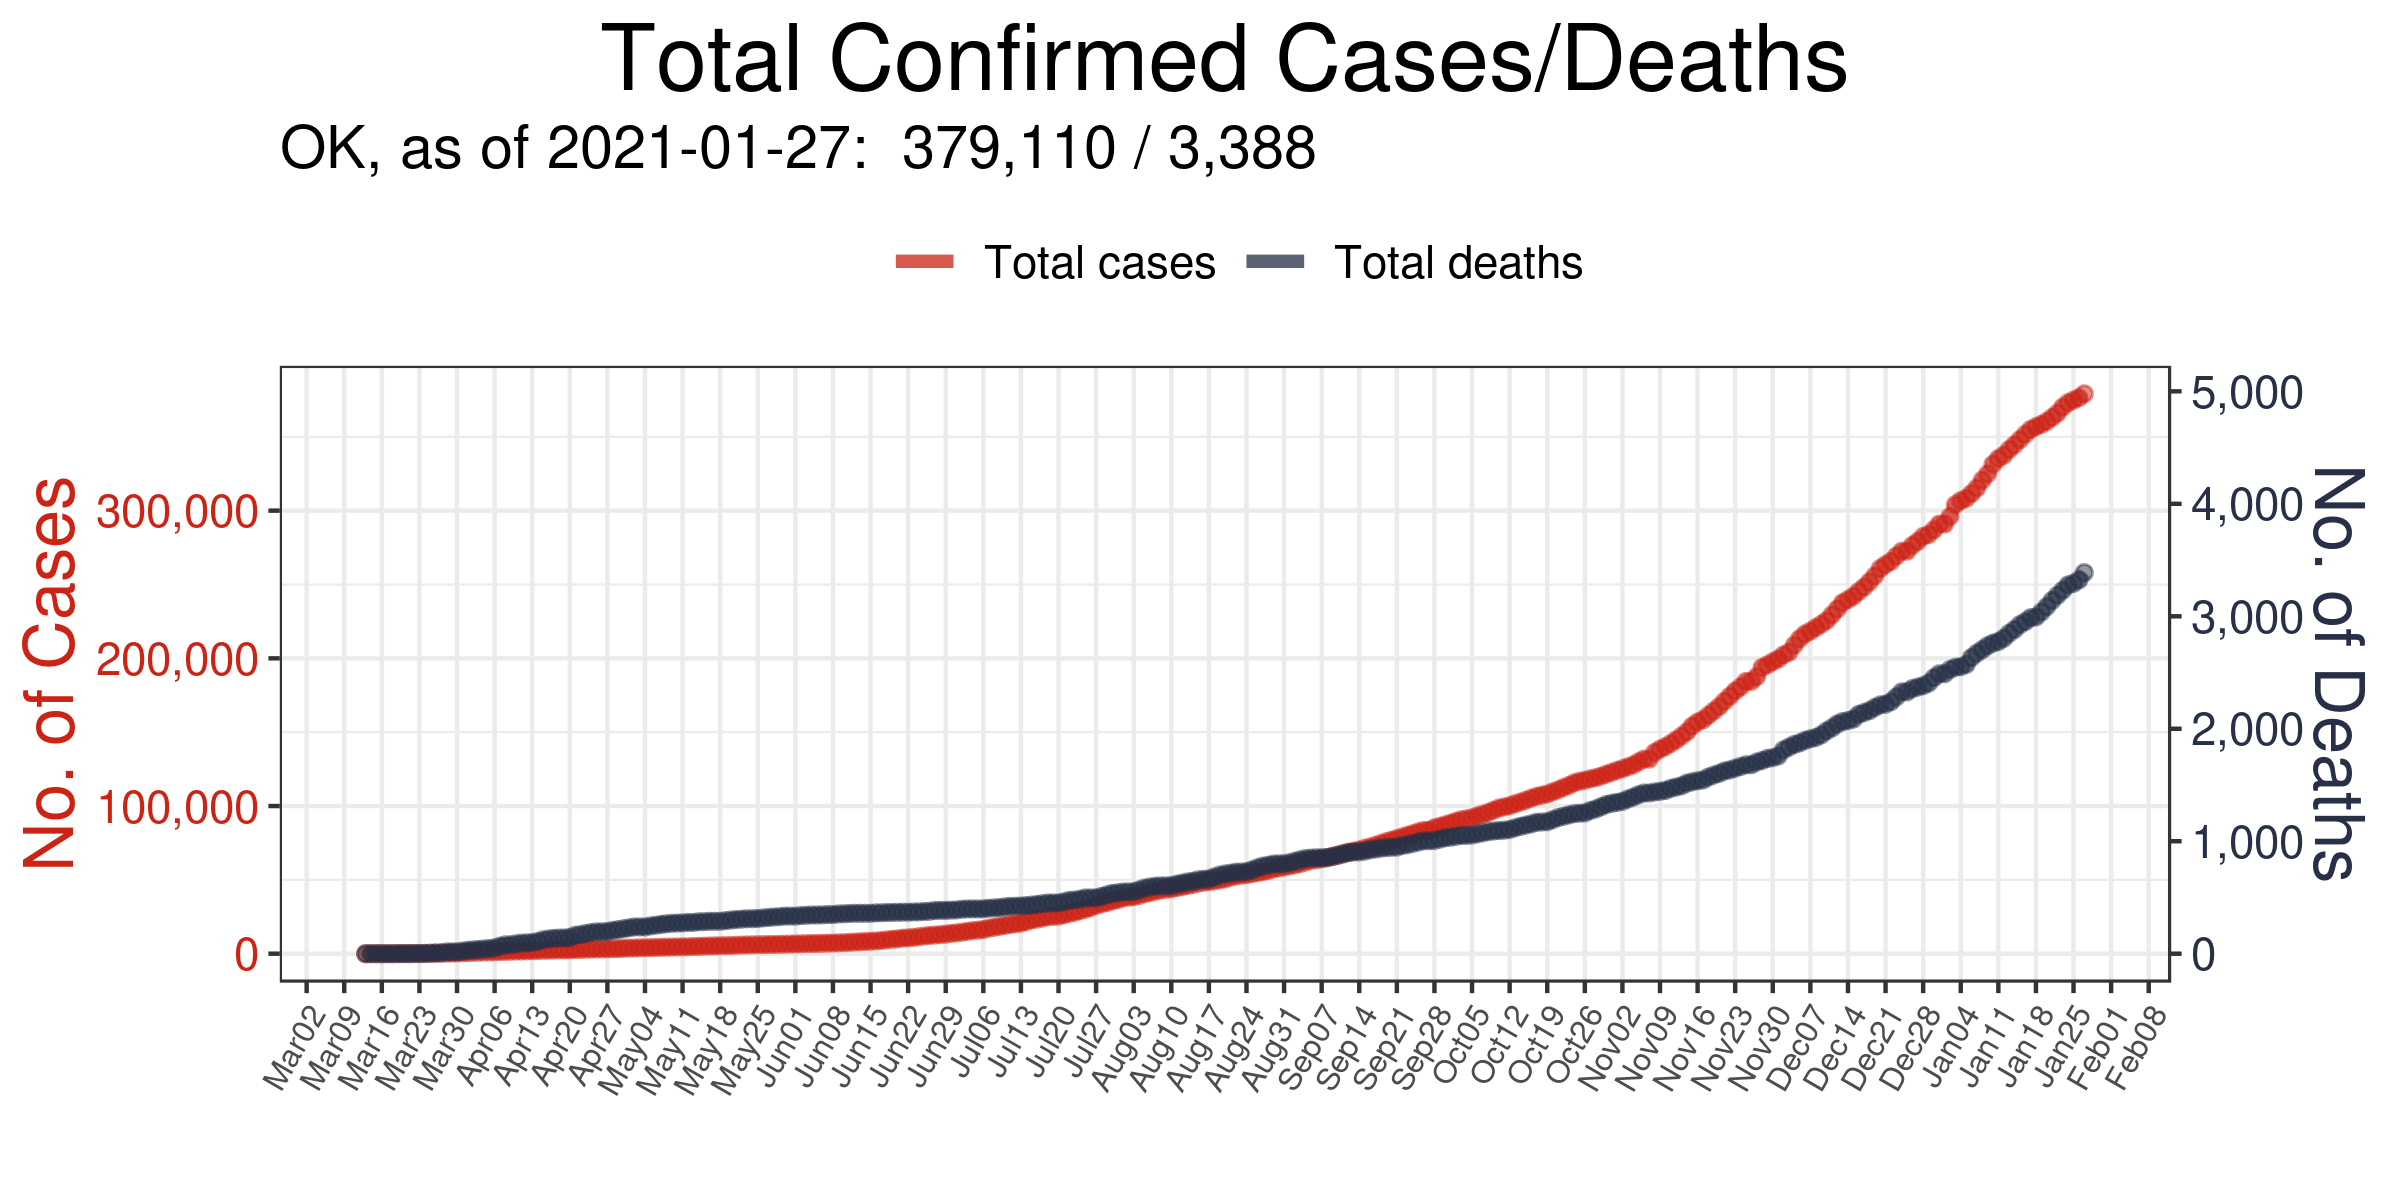 Total Confirmed Cases/Deaths
OK, as of 2021-01-27:  379,110 / 3,388
Total cases
Total deaths
No. of Cases
300,000
200,000
100,000
0
5,000
4,000
3,000
2,000
1,000
0
No. of Deaths
Mar02
Mar09
Mar16
Mar23
Mar30
Apr06
Apr13
Apr20
Apr27
May04
May11
May18
May25
Jun01
Jun08
Jun15
Jun22
Jun29
Jul06
Jul13
Jul20
Jul27
Aug03
Aug10
Aug17
Aug24
Aug31
Sep07
Sep14
Sep21
Sep28
Oct05
Oct12
Oct19
Oct26
Nov02
Nov09
Nov16
Nov23
Nov30
Dec07
Dec14
Dec21
Dec28
Jan04
Jan11
Jan18
Jan25
Feb01
Feb08